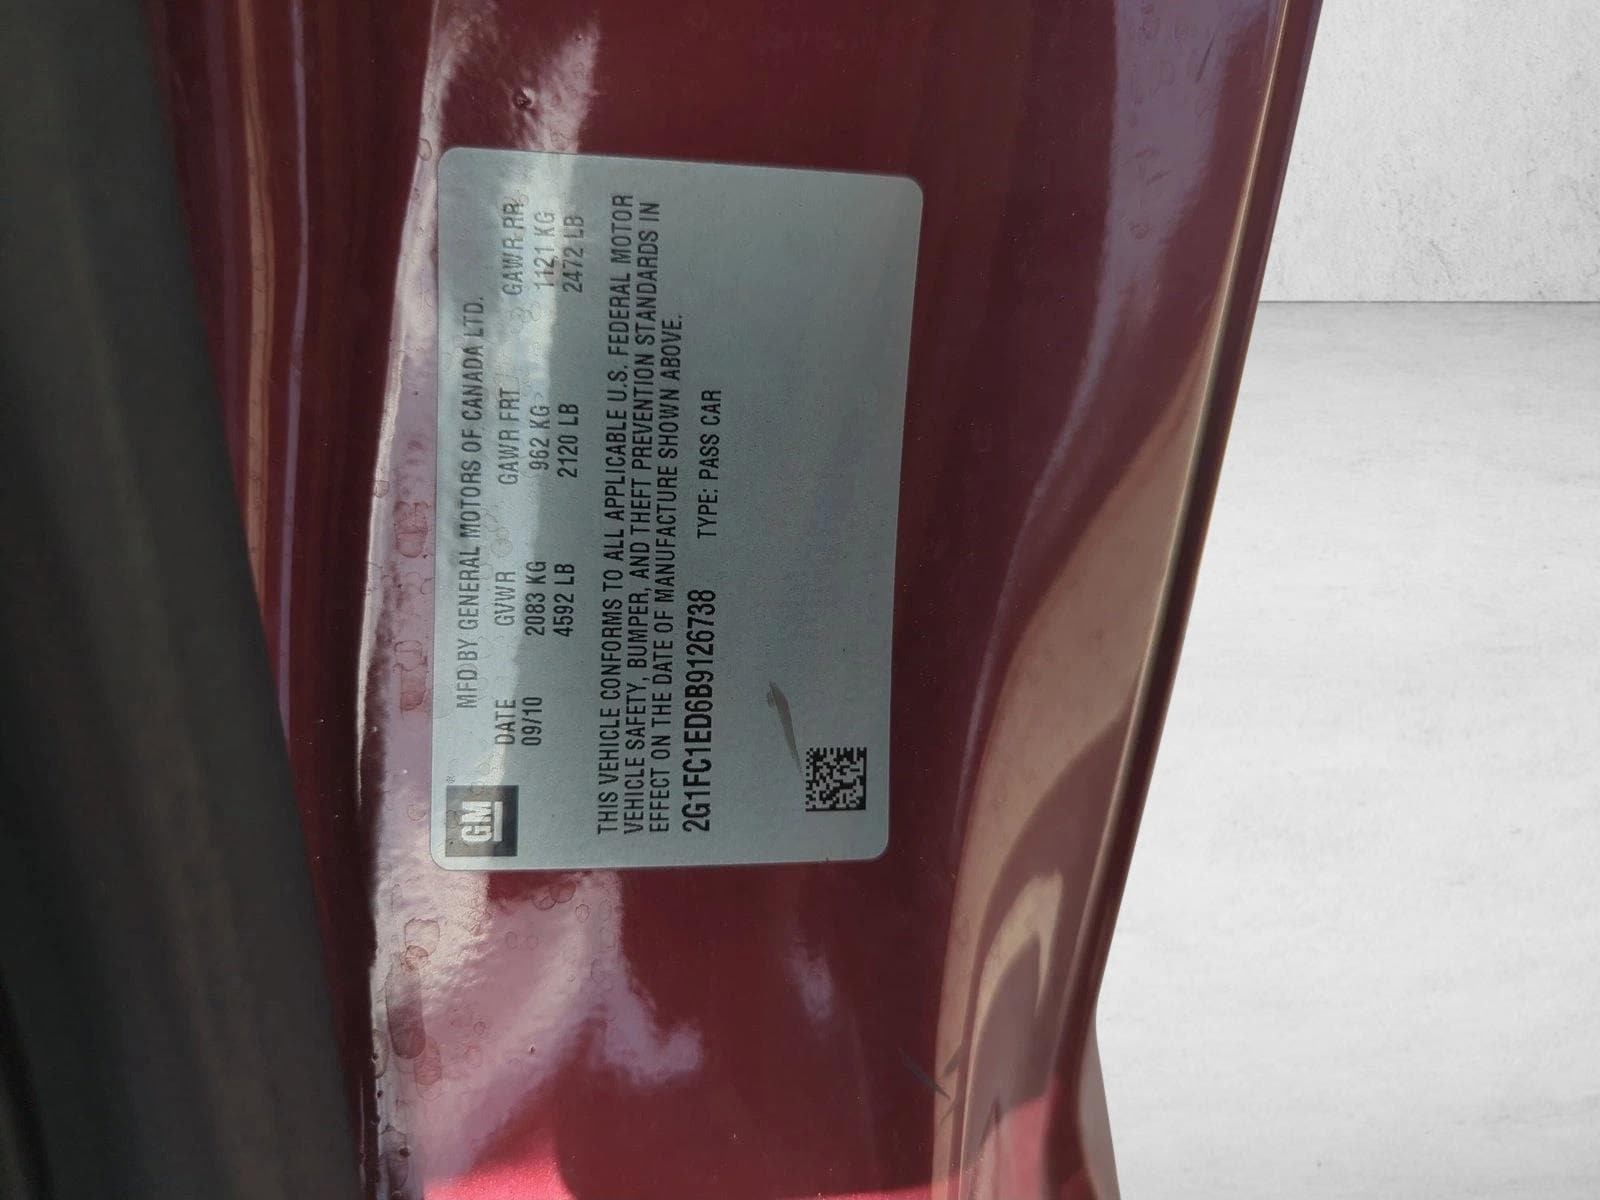 GM
MFD BY GENERAL MOTORS OF CANADA LTD.
DATE GVWR GAWR FRT GAWR RR
09/10 2083 KG 962 KG 1121 KG
4592 LB 2120 LB 2472 LB
THIS VEHICLE CONFORMS TO ALL APPLICABLE U.S. FEDERAL MOTOR
VEHICLE SAFETY, BUMPER, AND THEFT PREVENTION STANDARDS IN
EFFECT ON THE DATE OF MANUFACTURE SHOWN ABOVE.
2G1FC1ED6B9126738 TYPE: PASS CAR